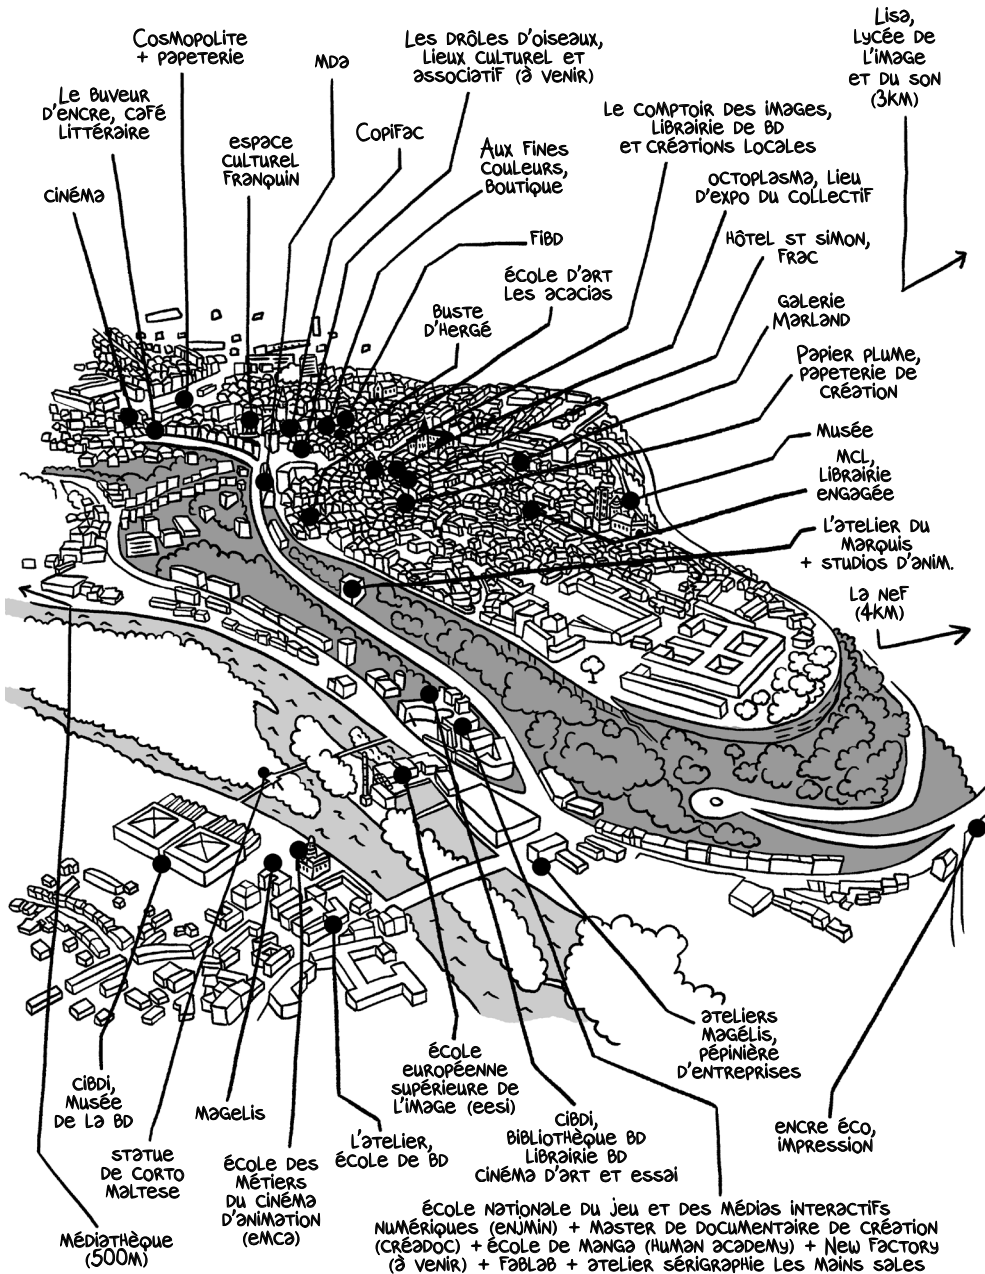 Cosmopolite
+ papeterie
Le Buveur
d'encre, café
littéraire
cinéma
espace
culturel
Franquin
MDA
Les drôles d'oiseaux,
lieux culturel et
associatif (à venir)
Copifac
Aux fines
couleurs,
boutique
FIBD
école d'art
Les Acacias
Buste
d'Hergé
Le comptoir des images,
librairie de BD
et créations locales
octoplasma, lieu
d'expo du collectif
Hôtel St Simon,
FRAC
Galerie
Marland
Papier plume,
papeterie de
création
Musée
MCL,
librairie
engagée
L'atelier du
Marquis
+ studios d'anim.
Lisa,
lycée de
l'image
et du son
(3km)
La Nef
(4km)
CIBDI,
musée
de la BD
statue
de Corto
Maltese
Médiathèque
(500m)
Magelis
école des
métiers
du cinéma
d'animation
(EMCA)
L'atelier,
école de BD
école
européenne
supérieure de
l'image (EESI)
CIBDI,
bibliothèque BD
librairie BD
cinéma d'art et essai
ateliers
Magélis,
pépinière
d'entreprises
encre éco,
impression
école nationale du jeu et des médias interactifs
numériques (ENJMIN) + Master de documentaire de création
(CRÉADOC) + école de manga (Human Academy) + New Factory
(à venir) + Fablab + atelier sérigraphie Les Mains Sales